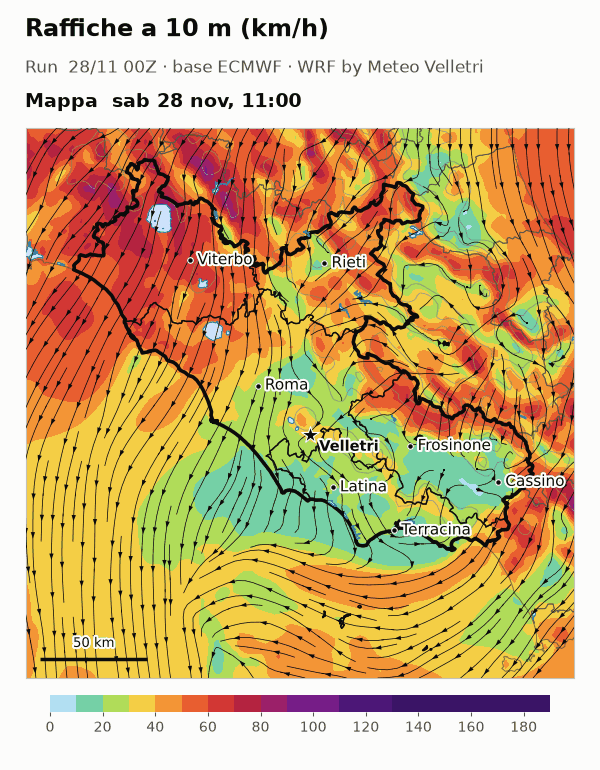 Raffiche a 10 m (km/h)
Run  28/11 00Z · base ECMWF · WRF by Meteo Velletri
Mappa  sab 28 nov, 11:00
Viterbo
Rieti
Roma
Velletri
Frosinone
Cassino
Latina
Terracina
50 km
0 20 40 60 80 100 120 140 160 180